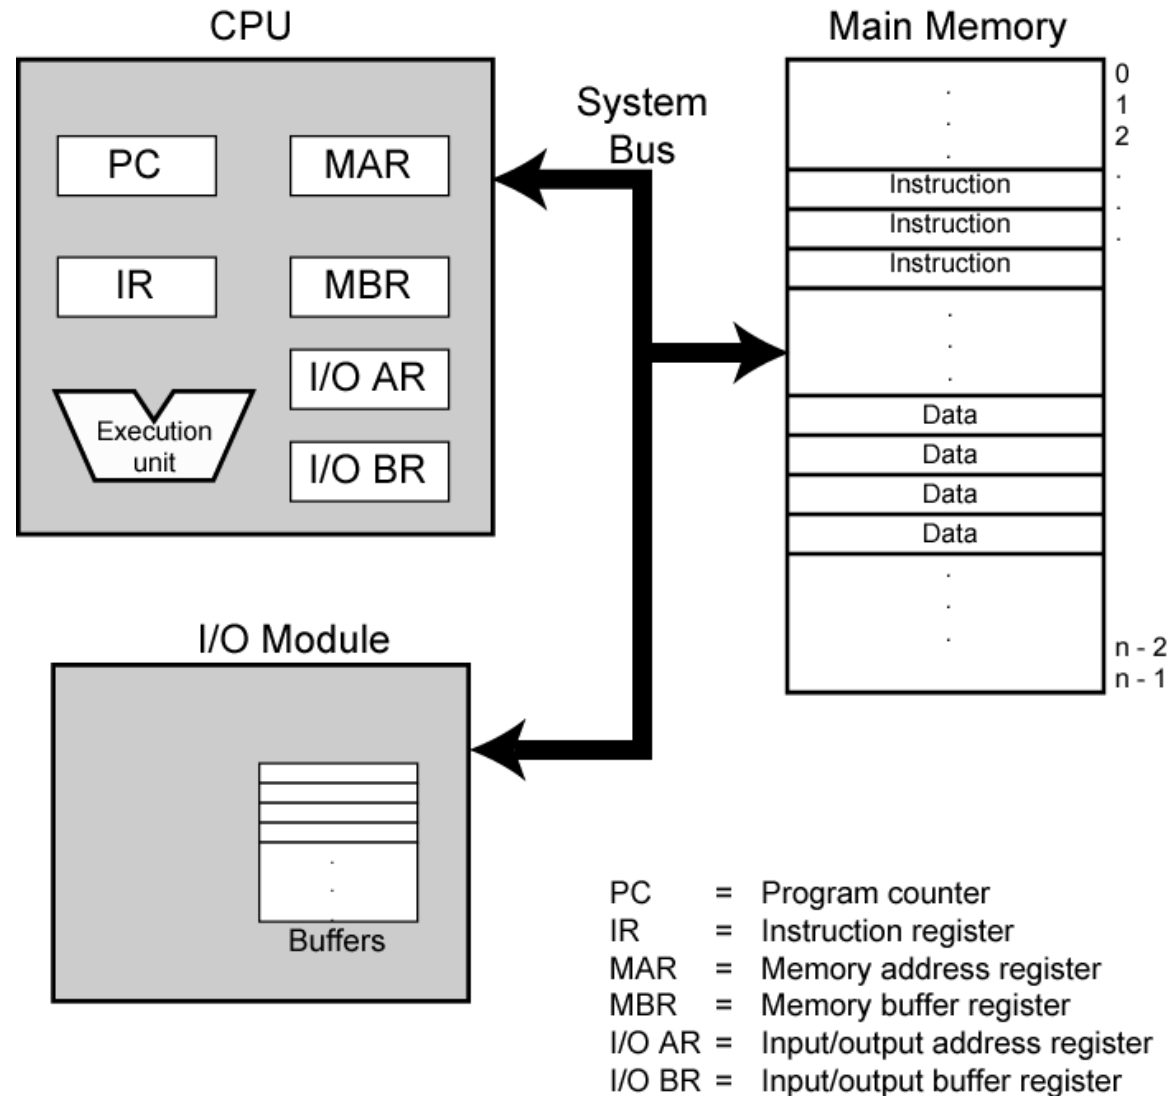 CPU
PC
MAR
IR
MBR
I/O AR
I/O BR
Execution
unit
System
Bus
Main Memory
0
1
2
.
.
.
.
.
.
Instruction
Instruction
Instruction
.
.
.
Data
Data
Data
Data
.
.
.
n - 2
n - 1
I/O Module
.
.
.
Buffers
PC = Program counter
IR = Instruction register
MAR = Memory address register
MBR = Memory buffer register
I/O AR = Input/output address register
I/O BR = Input/output buffer register